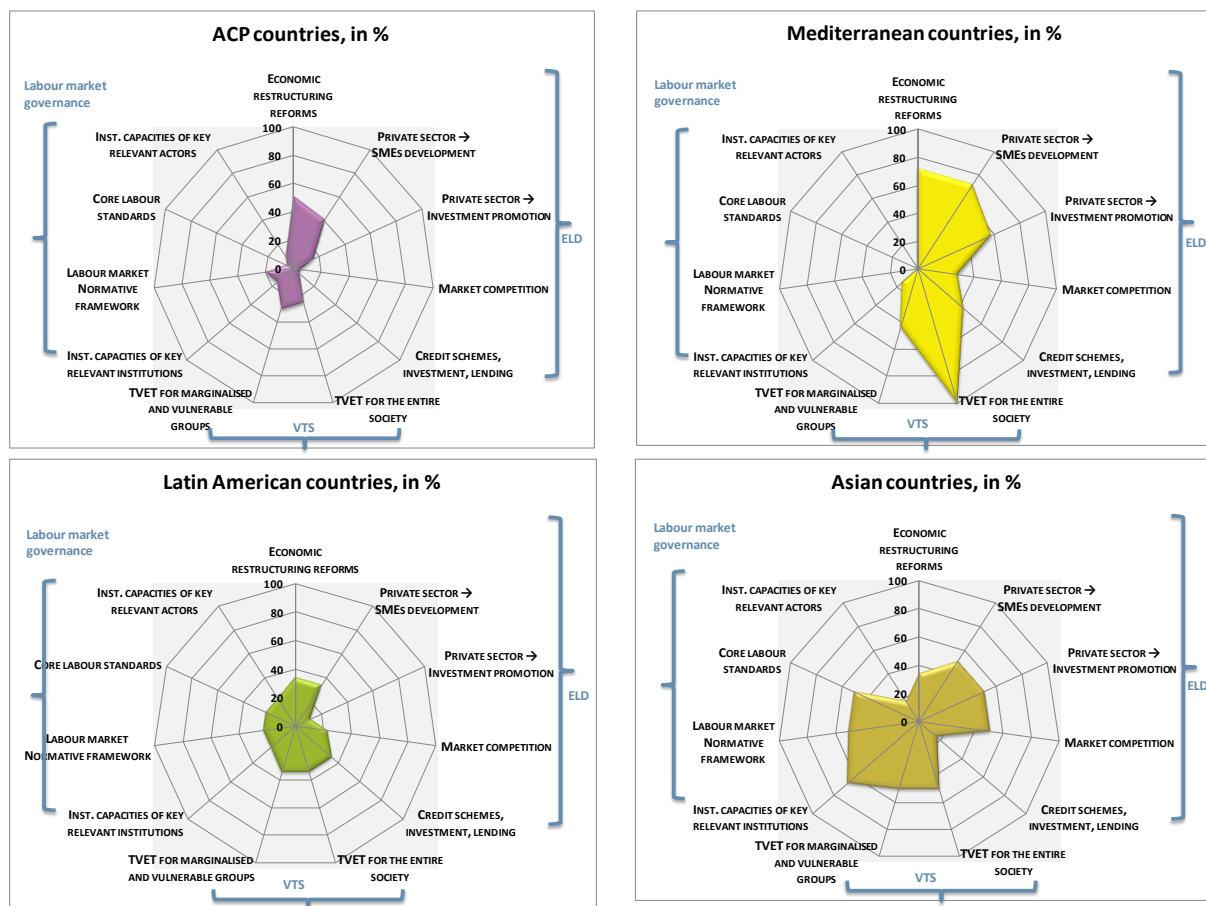 ACP countries, in %
Labour market
governance
ECONOMIC
RESTRUCTURING
REFORMS
INST. CAPACITIES OF KEY
RELEVANT ACTORS
100
80
60
40
20
0
PRIVATE SECTOR →
SMES DEVELOPMENT
CORE LABOUR
STANDARDS
PRIVATE SECTOR →
INVESTMENT PROMOTION
ELD
LABOUR MARKET
NORMATIVE
FRAMEWORK
MARKET COMPETITION
INST. CAPACITIES OF KEY
RELEVANT INSTITUTIONS
CREDIT SCHEMES,
INVESTMENT, LENDING
TVET FOR MARGINALISED
AND VULNERABLE
GROUPS
TVET FOR THE ENTIRE
SOCIETY
VTS
Mediterranean countries, in %
Labour market
governance
ECONOMIC
RESTRUCTURING
REFORMS
INST. CAPACITIES OF KEY
RELEVANT ACTORS
100
80
60
40
20
0
PRIVATE SECTOR →
SMES DEVELOPMENT
CORE LABOUR
STANDARDS
PRIVATE SECTOR →
INVESTMENT PROMOTION
ELD
LABOUR MARKET
NORMATIVE
FRAMEWORK
MARKET COMPETITION
INST. CAPACITIES OF KEY
RELEVANT INSTITUTIONS
CREDIT SCHEMES,
INVESTMENT, LENDING
TVET FOR MARGINALISED
AND VULNERABLE
GROUPS
TVET FOR THE ENTIRE
SOCIETY
VTS
Latin American countries, in %
Labour market
governance
ECONOMIC
RESTRUCTURING REFORMS
INST. CAPACITIES OF KEY
RELEVANT ACTORS
100
80
60
40
20
0
PRIVATE SECTOR →
SMES DEVELOPMENT
CORE LABOUR STANDARDS
PRIVATE SECTOR →
INVESTMENT PROMOTION
ELD
LABOUR MARKET
NORMATIVE FRAMEWORK
MARKET COMPETITION
INST. CAPACITIES OF KEY
RELEVANT INSTITUTIONS
CREDIT SCHEMES,
INVESTMENT, LENDING
TVET FOR MARGINALISED
AND VULNERABLE GROUPS
TVET FOR THE ENTIRE
SOCIETY
VTS
Asian countries, in %
Labour market
governance
ECONOMIC
RESTRUCTURING
REFORMS
INST. CAPACITIES OF KEY
RELEVANT ACTORS
100
80
60
40
20
0
PRIVATE SECTOR →
SMES DEVELOPMENT
CORE LABOUR
STANDARDS
PRIVATE SECTOR →
INVESTMENT PROMOTION
ELD
LABOUR MARKET
NORMATIVE
FRAMEWORK
MARKET COMPETITION
INST. CAPACITIES OF KEY
RELEVANT INSTITUTIONS
CREDIT SCHEMES,
INVESTMENT, LENDING
TVET FOR MARGINALISED
AND VULNERABLE
GROUPS
TVET FOR THE ENTIRE
SOCIETY
VTS